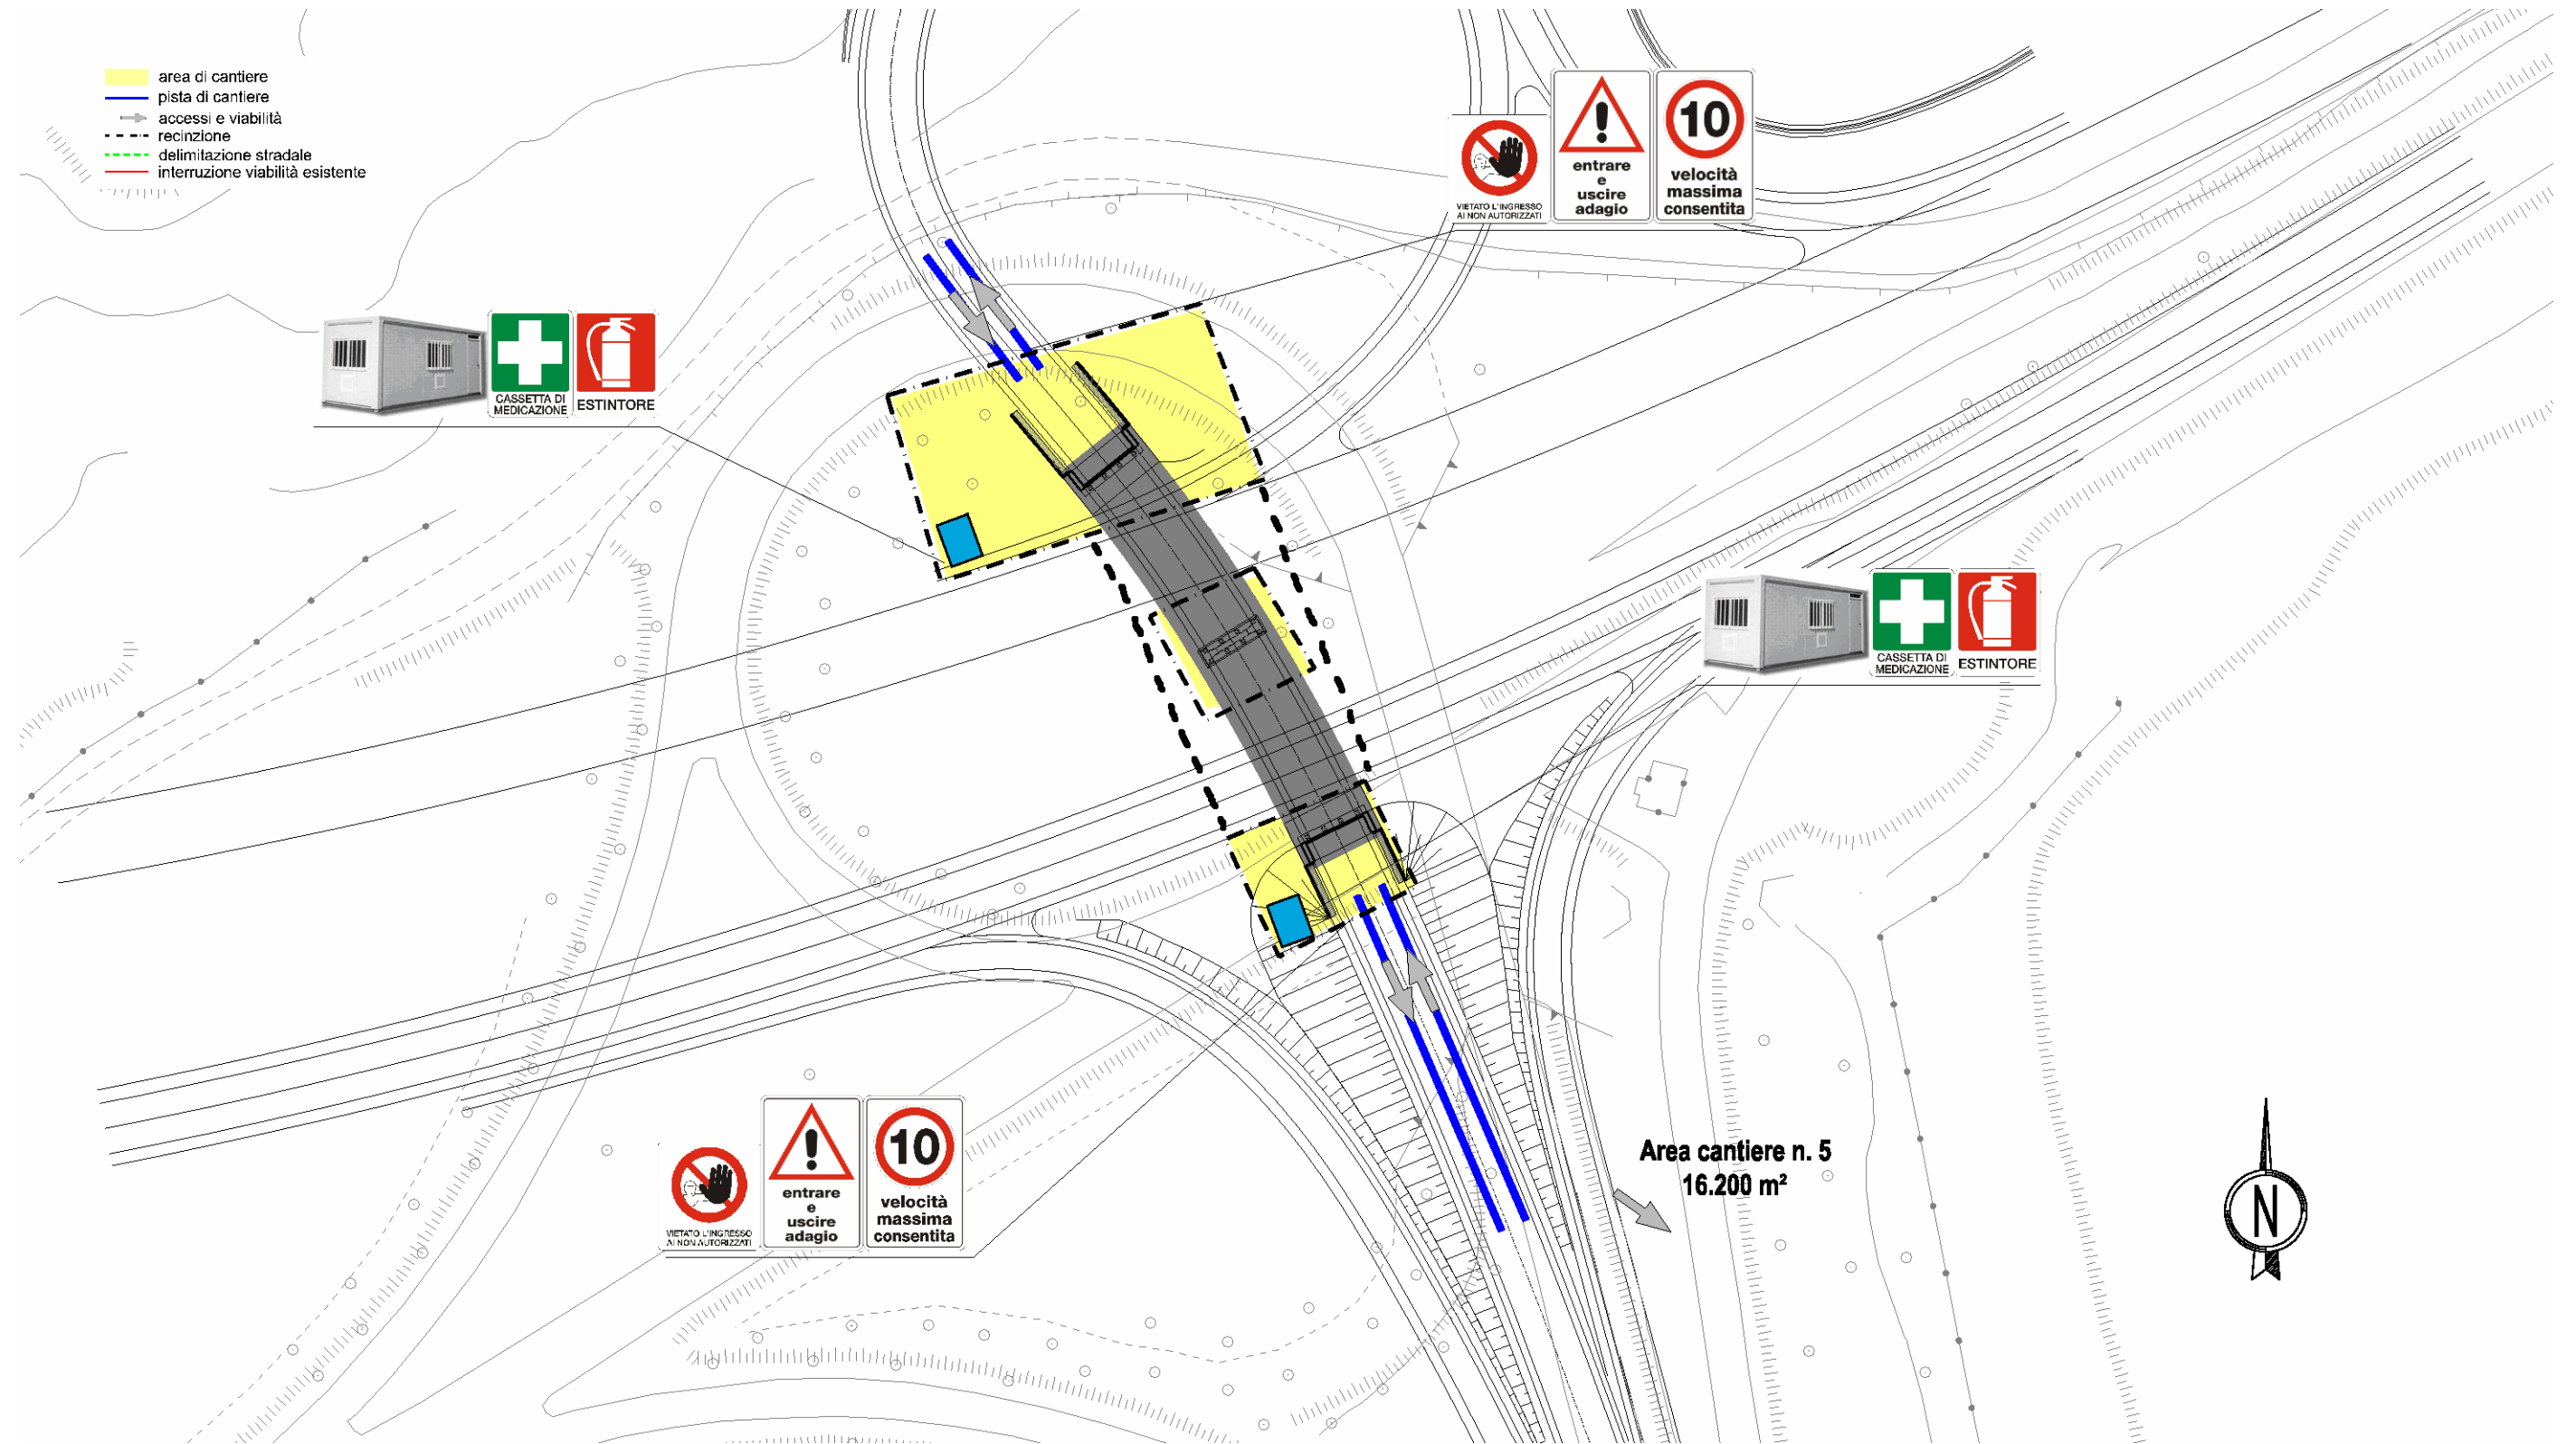 area di cantiere
pista di cantiere
accessi e viabilità
recinzione
delimitazione stradale
interruzione viabilità esistente
VIETATO L'INGRESSO
AI NON AUTORIZZATI
entrare
e
uscire
adagio
10
velocità
massima
consentita
CASSETTA DI
MEDICAZIONE
ESTINTORE
CASSETTA DI
MEDICAZIONE
ESTINTORE
VIETATO L'INGRESSO
AI NON AUTORIZZATI
entrare
e
uscire
adagio
10
velocità
massima
consentita
Area cantiere n. 5
16.200 m²
N